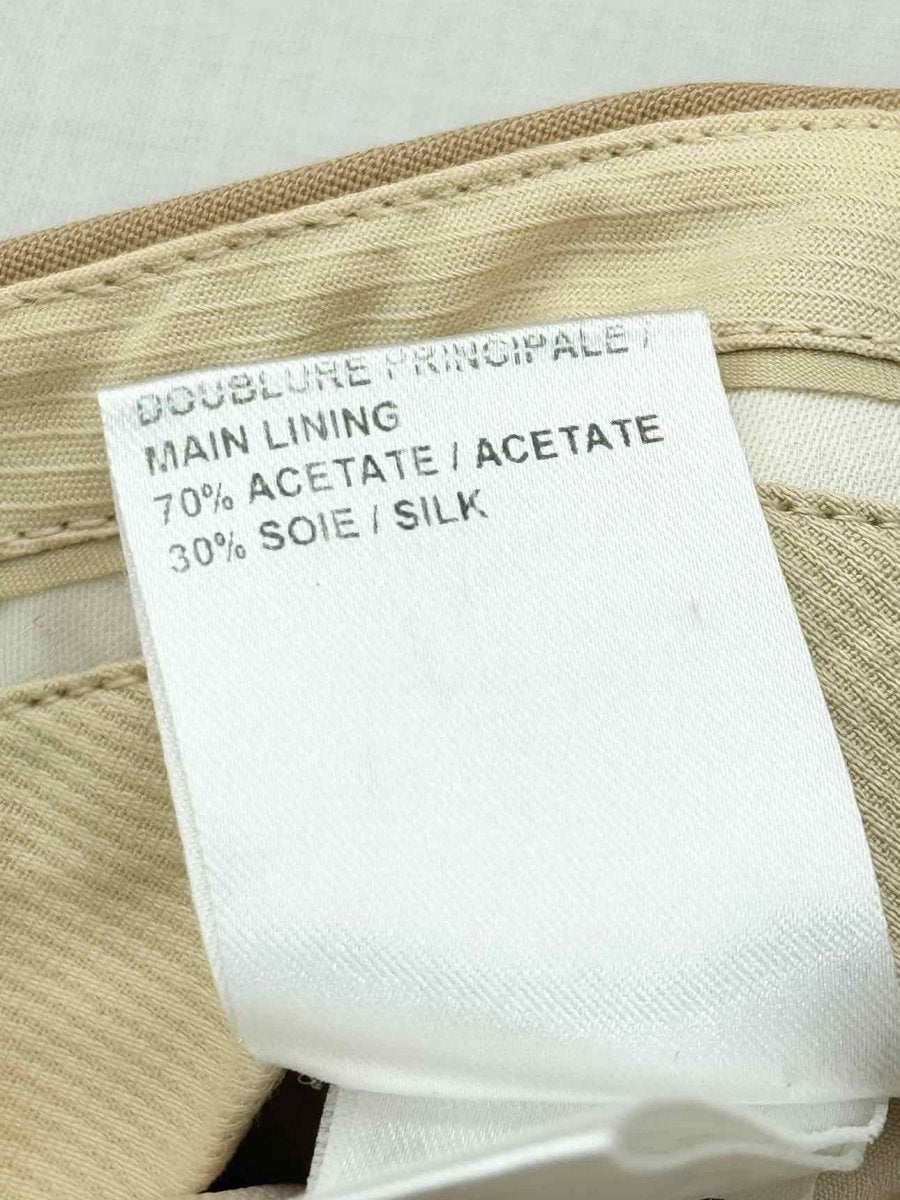 DOUBLURE PRINCIPALE /
MAIN LINING
70% ACETATE / ACETATE
30% SOIE / SILK